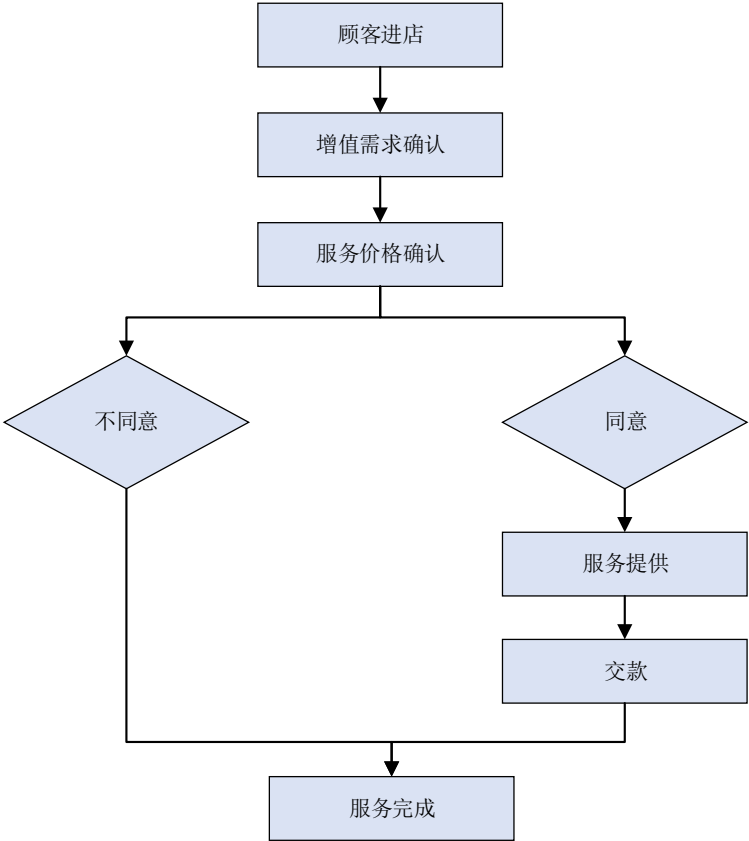 顾客进店
增值需求确认
服务价格确认
不同意
同意
服务提供
交款
服务完成